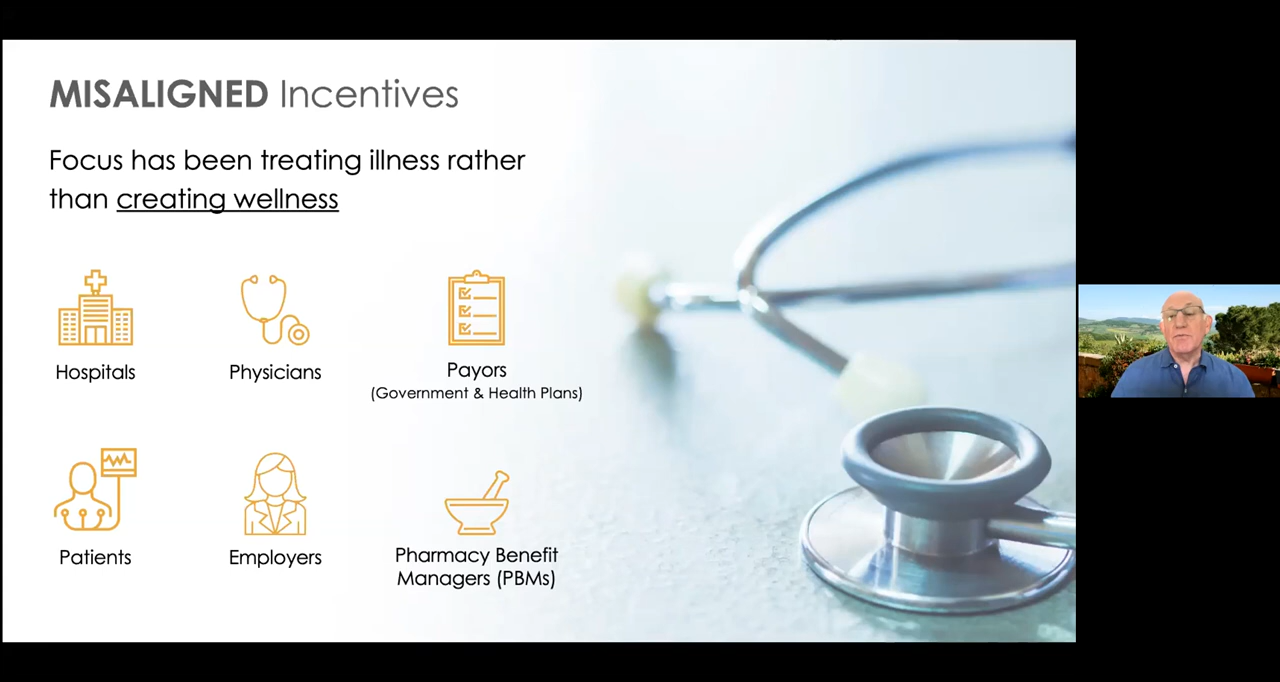 MISALIGNED Incentives
Focus has been treating illness rather
than creating wellness
Hospitals
Physicians
Payors
(Government & Health Plans)
Patients
Employers
Pharmacy Benefit
Managers (PBMs)